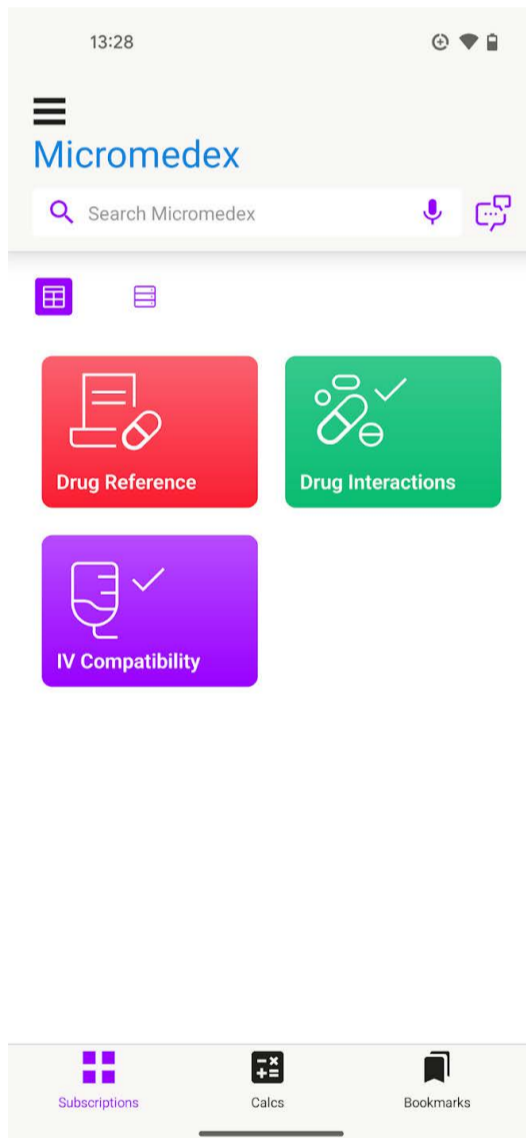 13:28
Micromedex
Search Micromedex
Drug Reference
Drug Interactions
IV Compatibility
Subscriptions
Calcs
Bookmarks